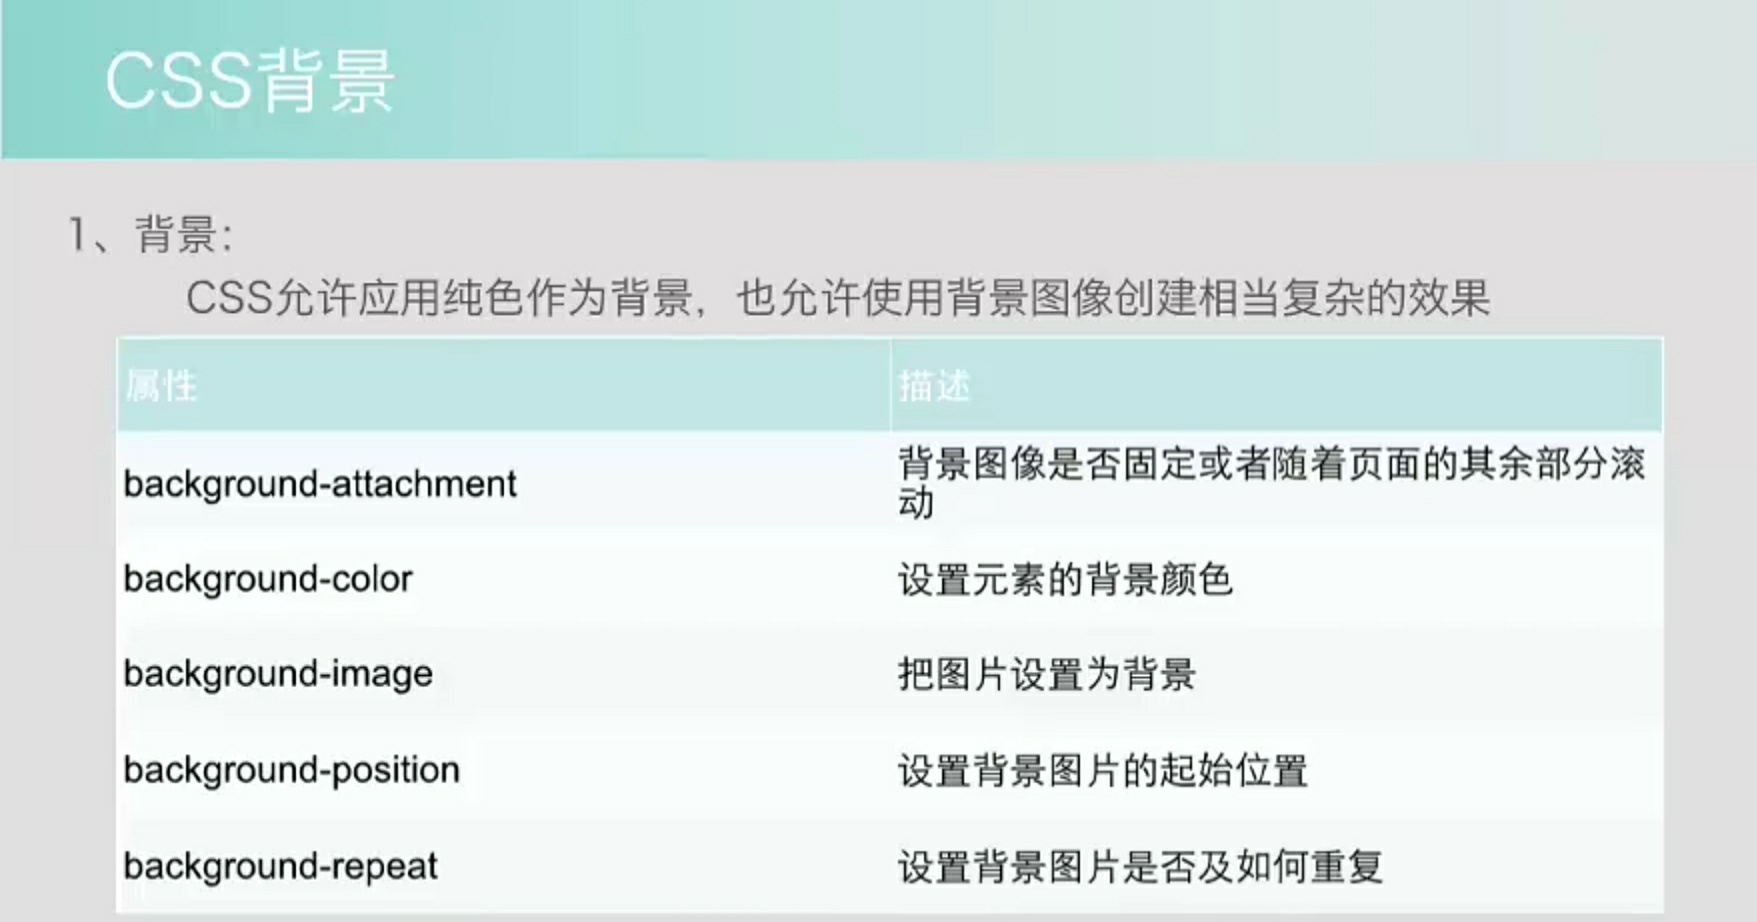 CSS背景
1、背景：
CSS允许应用纯色作为背景，也允许使用背景图像创建相当复杂的效果
属性 描述
background-attachment 背景图像是否固定或者随着页面的其余部分滚
动
background-color 设置元素的背景颜色
background-image 把图片设置为背景
background-position 设置背景图片的起始位置
background-repeat 设置背景图片是否及如何重复